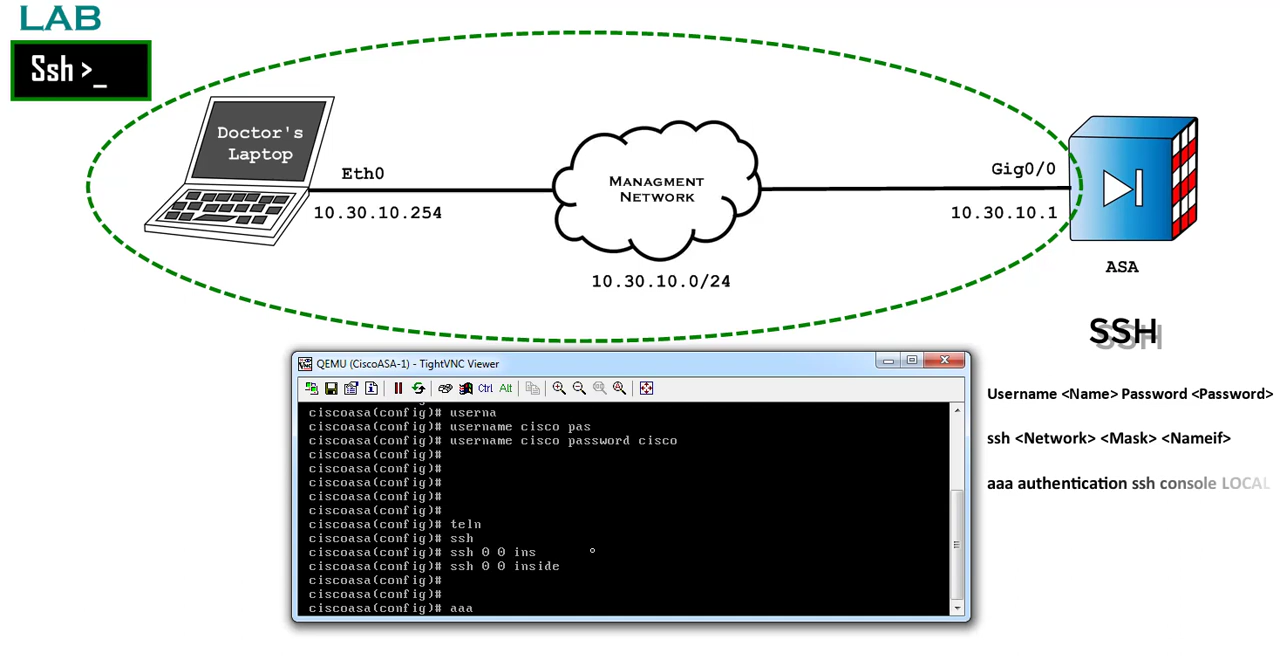 LAB
Ssh >_
Doctor's
Laptop
Eth0
10.30.10.254
MANAGMENT
NETWORK
10.30.10.0/24
Gig0/0
10.30.10.1
ASA
SSH
Username <Name> Password <Password>
ssh <Network> <Mask> <Nameif>
aaa authentication ssh console LOCAL
QEMU (CiscoASA-1) - TightVNC Viewer
Ctrl Alt
ciscoasa(config)# userna
ciscoasa(config)# username cisco pas
ciscoasa(config)# username cisco password cisco
ciscoasa(config)#
ciscoasa(config)#
ciscoasa(config)#
ciscoasa(config)#
ciscoasa(config)#
ciscoasa(config)# teln
ciscoasa(config)# ssh
ciscoasa(config)# ssh 0 0 ins
ciscoasa(config)# ssh 0 0 inside
ciscoasa(config)#
ciscoasa(config)#
ciscoasa(config)# aaa